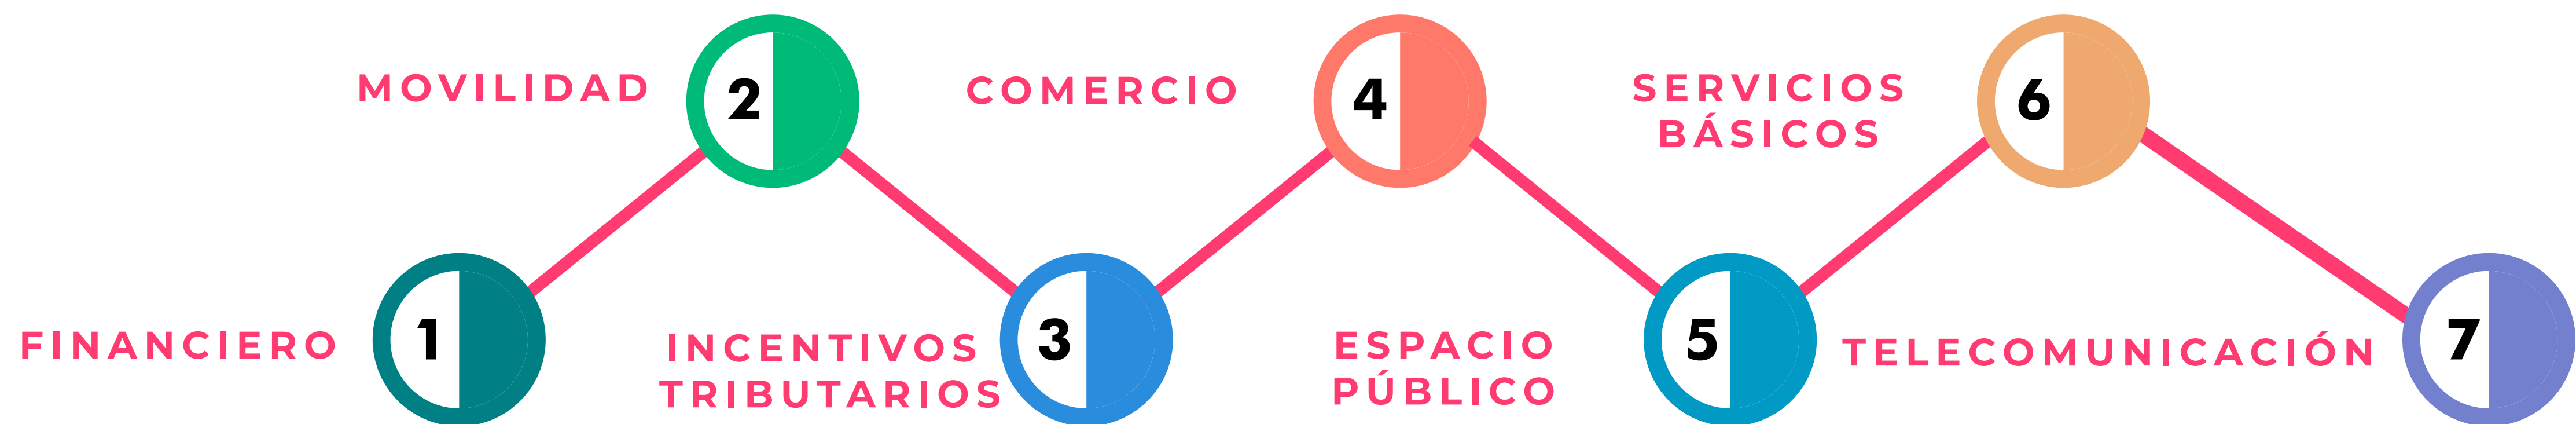 FINANCIERO
1
MOVILIDAD
2
INCENTIVOS
TRIBUTARIOS
3
COMERCIO
4
ESPACIO
PÚBLICO
5
SERVICIOS
BÁSICOS
6
TELECOMUNICACIÓN
7